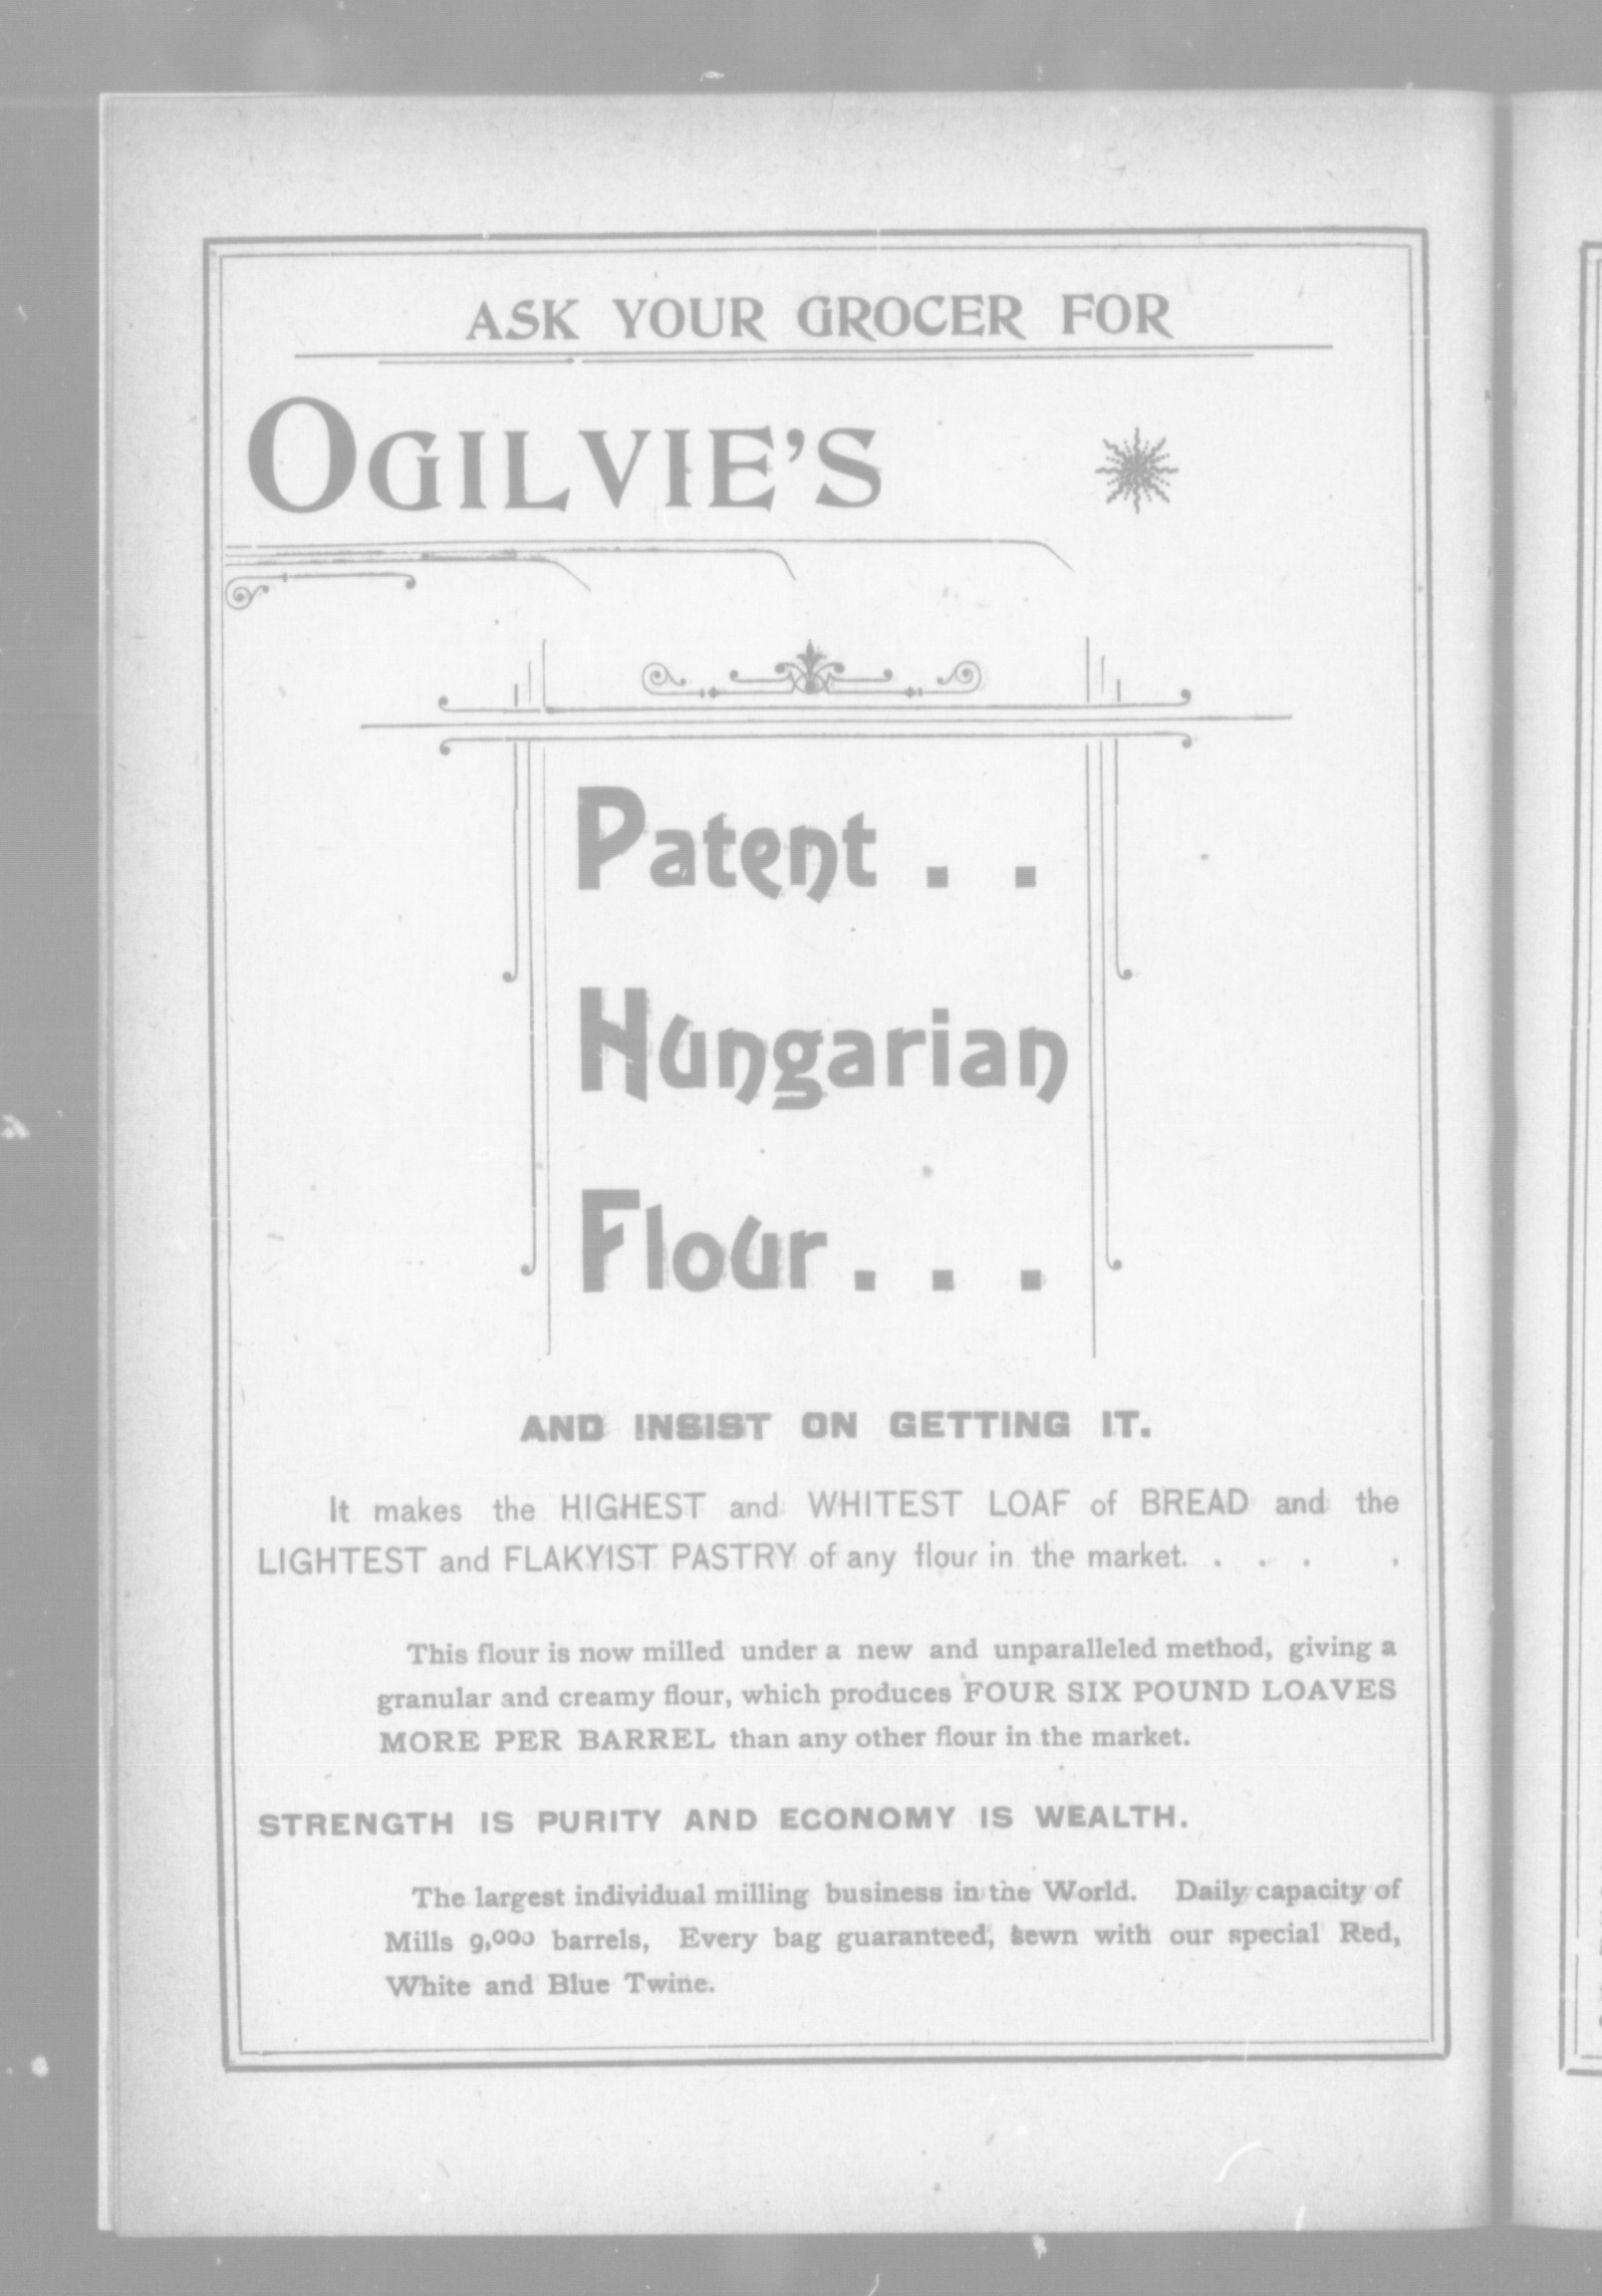 ASK YOUR GROCER FOR
OGILVIE'S
Patent . .
Hungarian
Flour . . .
AND INSIST ON GETTING IT.
It makes the HIGHEST and WHITEST LOAF of BREAD and the
LIGHTEST and FLAKYIST PASTRY of any flour in the market. . . . .
This flour is now milled under a new and unparalleled method, giving a
granular and creamy flour, which produces FOUR SIX POUND LOAVES
MORE PER BARREL than any other flour in the market.
STRENGTH IS PURITY AND ECONOMY IS WEALTH.
The largest individual milling business in the World. Daily capacity of
Mills 9,000 barrels, Every bag guaranteed, sewn with our special Red,
White and Blue Twine.